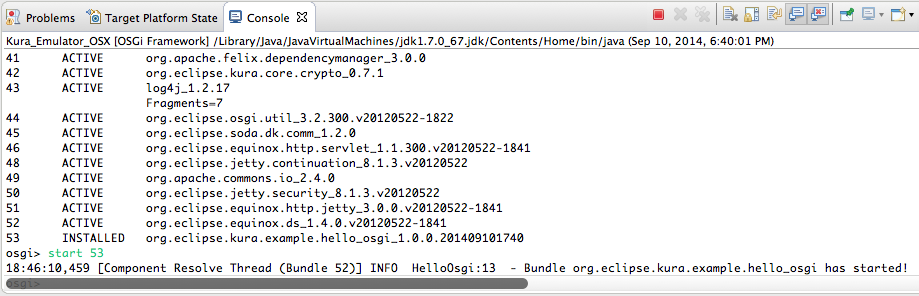 Problems Target Platform State Console
Kura_Emulator_OSX [OSGi Framework] /Library/Java/JavaVirtualMachines/jdk1.7.0_67.jdk/Contents/Home/bin/java (Sep 10, 2014, 6:40:01 PM)
41 ACTIVE org.apache.felix.dependencymanager_3.0.0
42 ACTIVE org.eclipse.kura.core.crypto_0.7.1
43 ACTIVE log4j_1.2.17
Fragments=7
44 ACTIVE org.eclipse.osgi.util_3.2.300.v20120522-1822
45 ACTIVE org.eclipse.soda.dk.comm_1.2.0
46 ACTIVE org.eclipse.equinox.http.servlet_1.1.300.v20120522-1841
48 ACTIVE org.eclipse.jetty.continuation_8.1.3.v20120522
49 ACTIVE org.apache.commons.io_2.4.0
50 ACTIVE org.eclipse.jetty.security_8.1.3.v20120522
51 ACTIVE org.eclipse.equinox.http.jetty_3.0.0.v20120522-1841
52 ACTIVE org.eclipse.equinox.ds_1.4.0.v20120522-1841
53 INSTALLED org.eclipse.kura.example.hello_osgi_1.0.0.201409101740
osgi> start 53
18:46:10,459 [Component Resolve Thread (Bundle 52)] INFO HelloOsgi:13 - Bundle org.eclipse.kura.example.hello_osgi has started!
osgi>